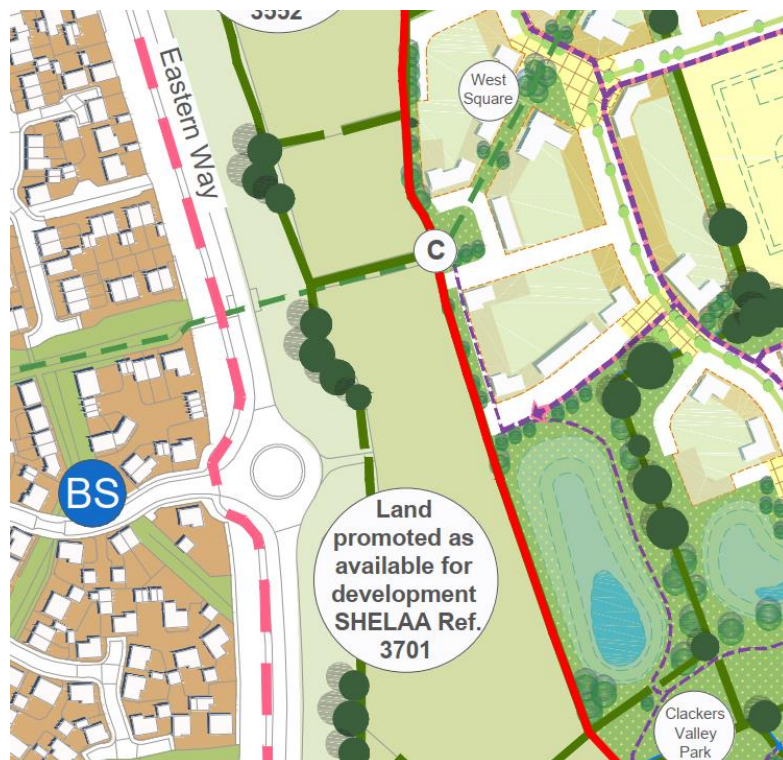 3552
Eastern Way
West
Square
C
BS
Land
promoted as
available for
development
SHELAA Ref.
3701
Clackers
Valley
Park